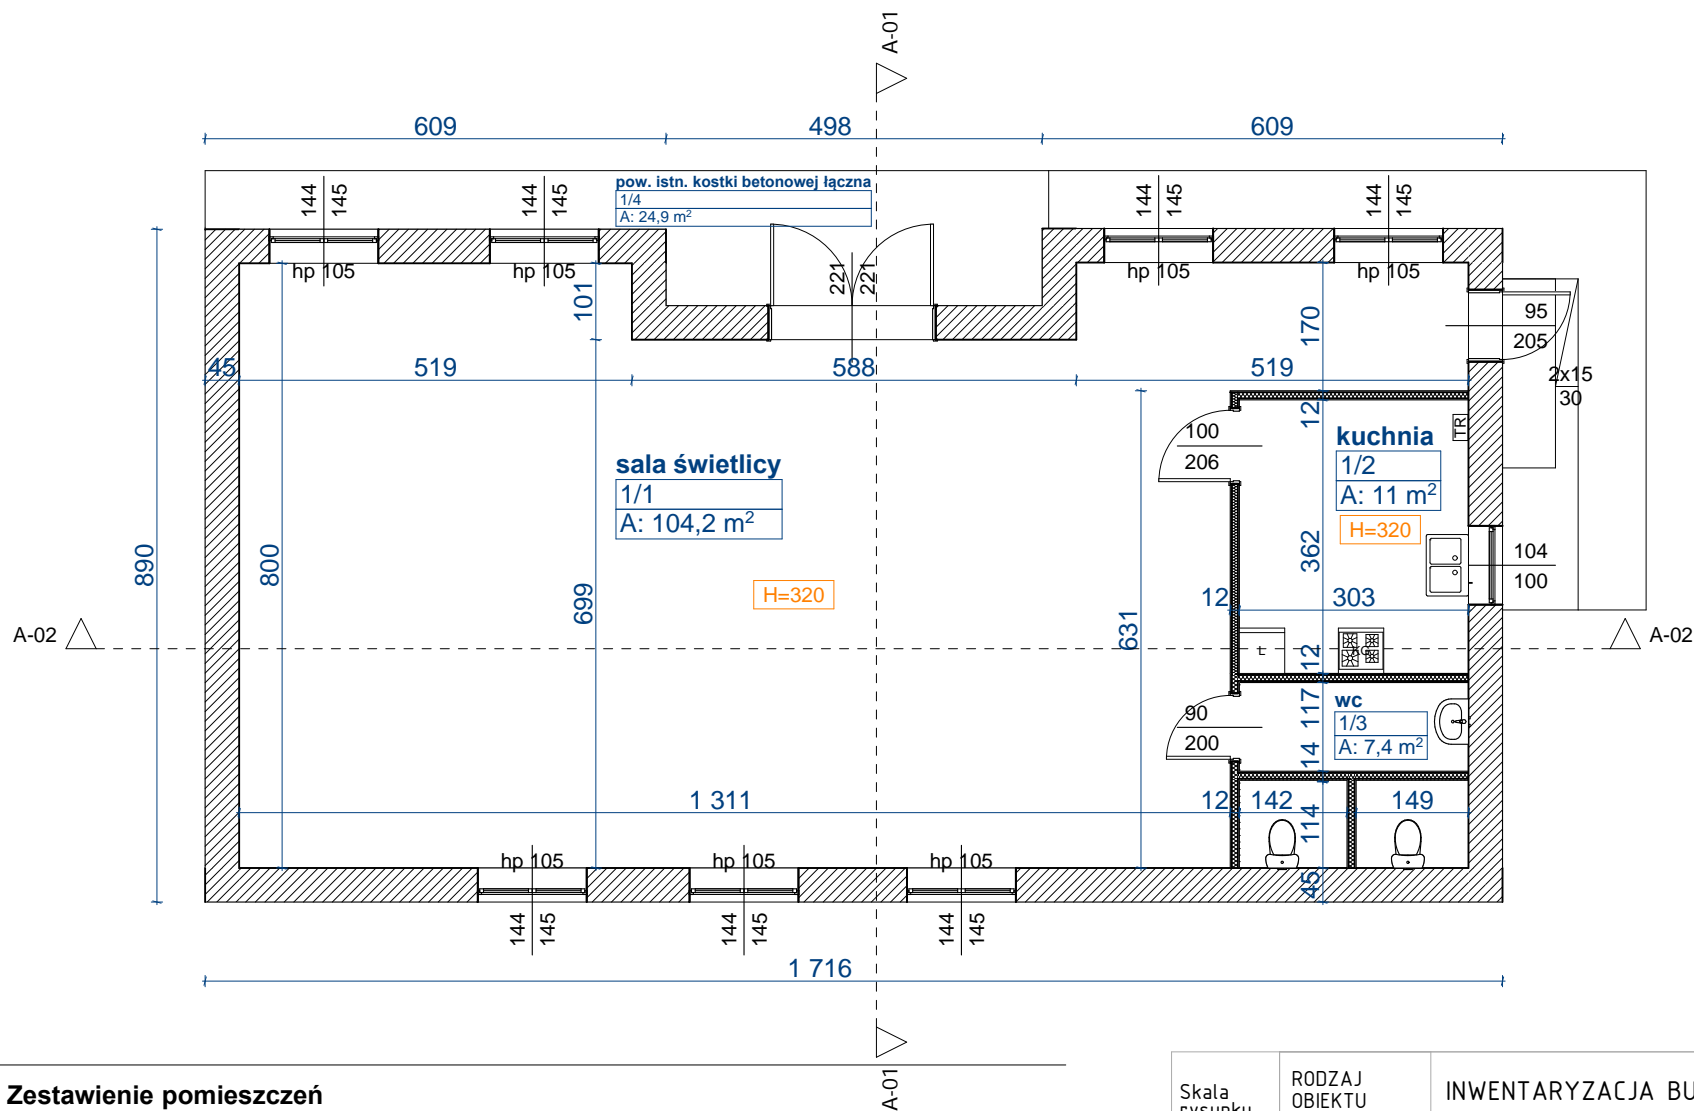 A-01
609
498
609
144
145
144
145
pow. istn. kostki betonowej łączna
1/4
A: 24,9 m²
144
145
144
145
hp 105
hp 105
221
221
hp 105
hp 105
101
170
95
205
45
519
588
519
2x15
30
12
TR
100
206
kuchnia
1/2
A: 11 m²
H=320
sala świetlicy
1/1
A: 104,2 m²
H=320
890
800
699
631
362
104
100
12
303
A-02
A-02
Ł
KG
12
117
wc
1/3
A: 7,4 m²
90
200
14
1 311
12
142
114
149
hp 105
hp 105
hp 105
45
144
145
144
145
144
145
1 716
A-01
Zestawienie pomieszczeń
Skala
rysunku
RODZAJ
OBIEKTU
INWENTARYZACJA BU